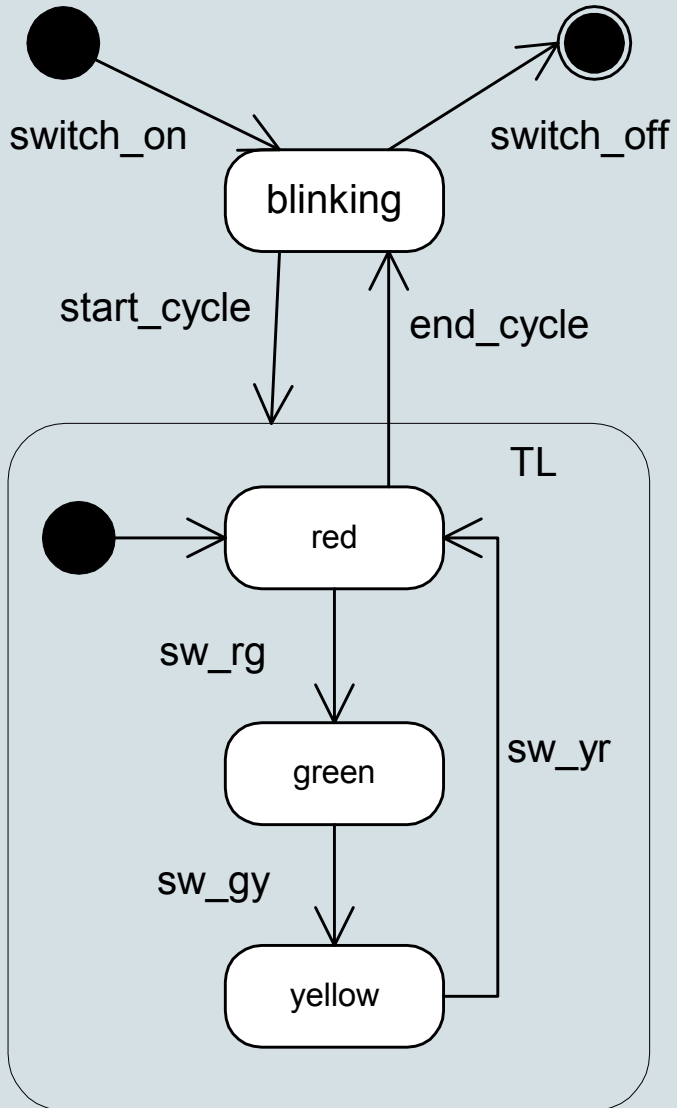 switch_on
switch_off
blinking
start_cycle
end_cycle
TL
red
sw_rg
green
sw_yr
sw_gy
yellow